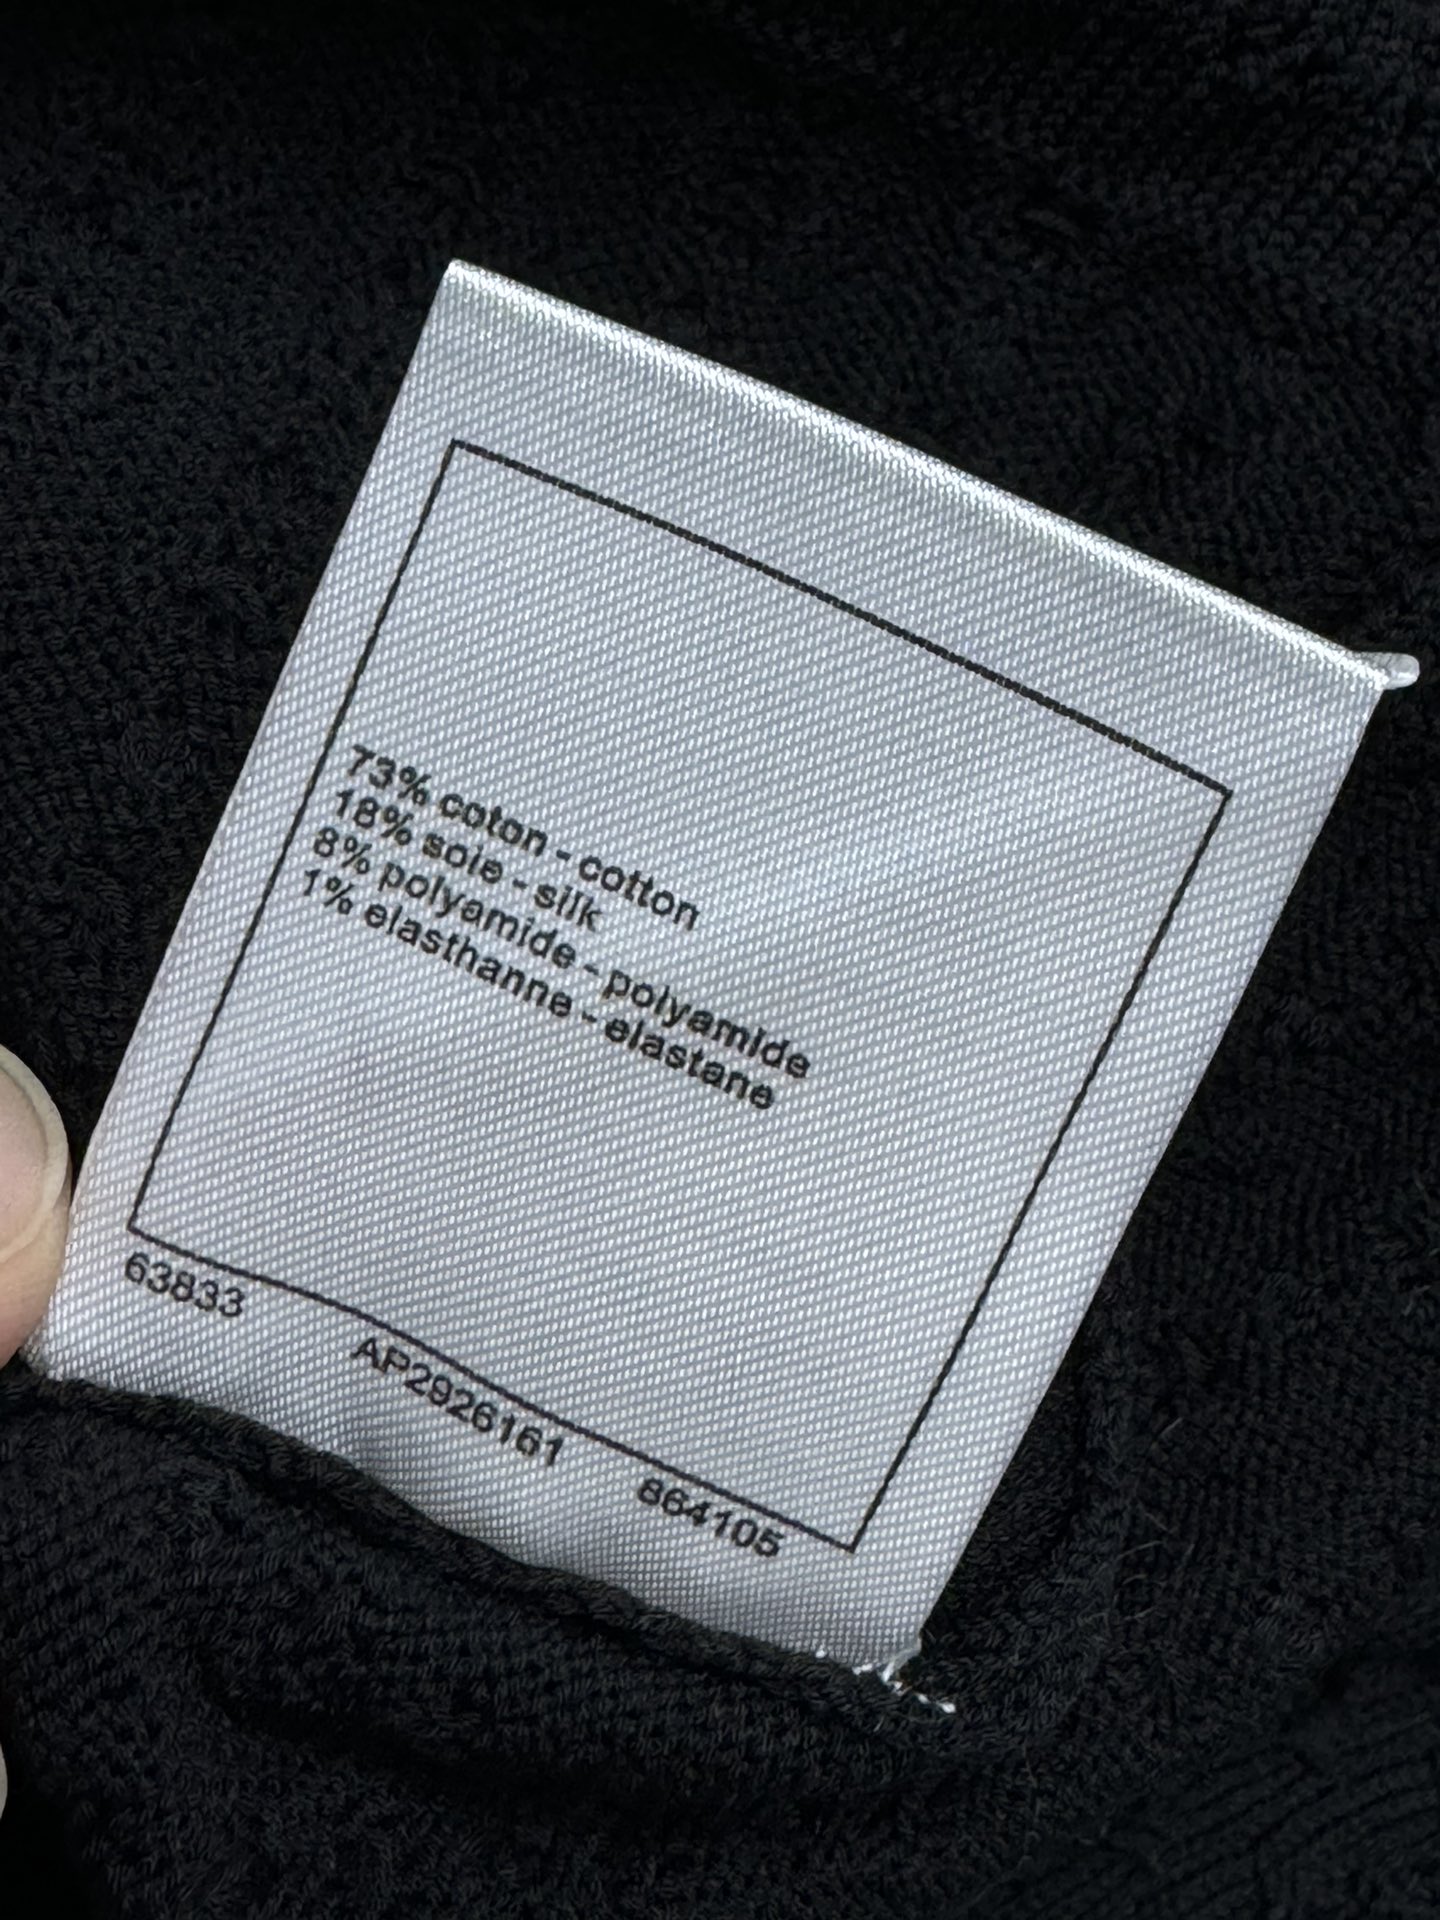 73% coton - cotton
18% soie - silk
8% polyamide - polyamide
1% elasthanne - elastane
63833 AP2926161 864105